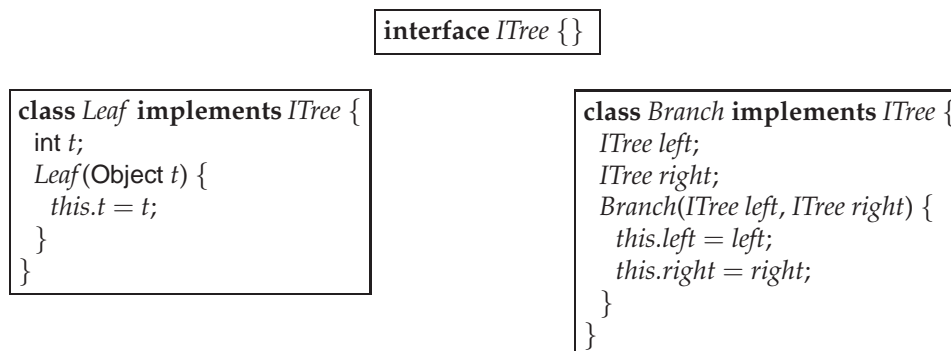 interface ITree {}
class Leaf implements ITree {
int t;
Leaf(Object t) {
this.t = t;
}
}
class Branch implements ITree {
ITree left;
ITree right;
Branch(ITree left, ITree right) {
this.left = left;
this.right = right;
}
}